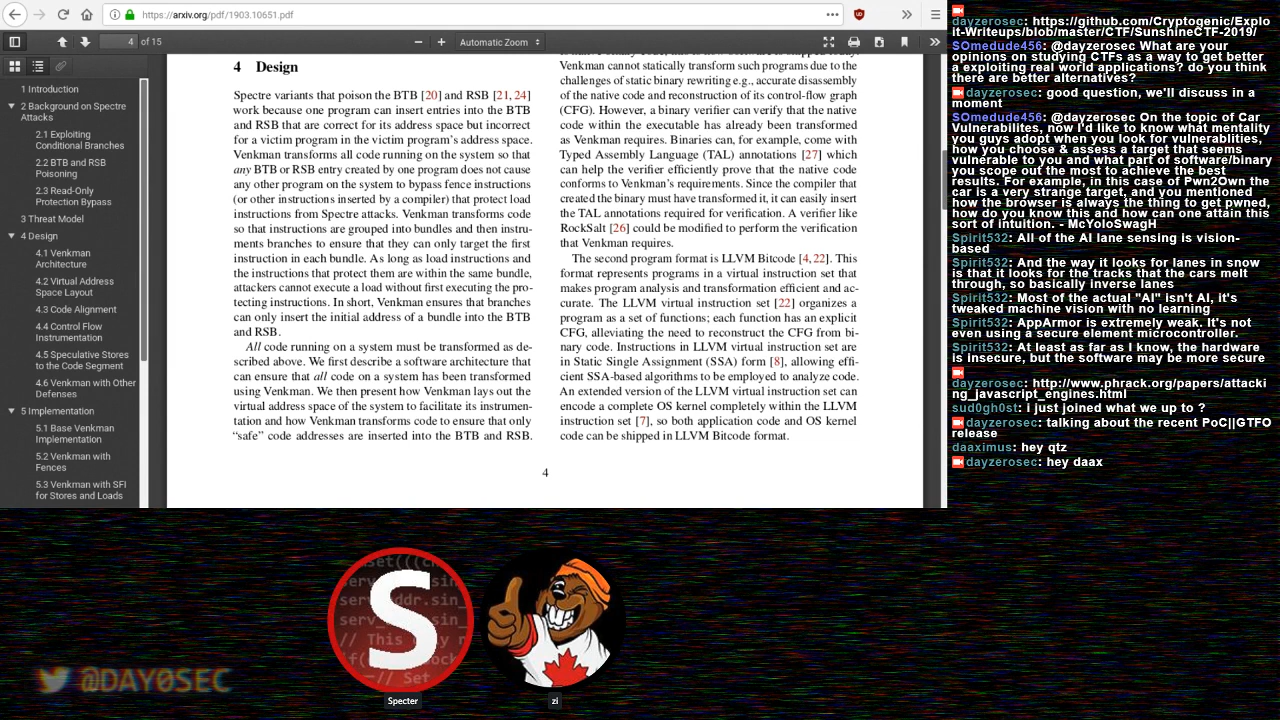 https://arxiv.org/pdf/1903.10651.pdf
4 of 15
Automatic Zoom
1 Introduction
2 Background on Spectre
Attacks
2.1 Exploiting
Conditional Branches
2.2 BTB and RSB
Poisoning
2.3 Read-Only
Protection Bypass
3 Threat Model
4 Design
4.1 Venkman
Architecture
4.2 Virtual Address
Space Layout
4.3 Code Alignment
4.4 Control Flow
Instrumentation
4.5 Speculative Stores
to the Code Segment
4.6 Venkman with Other
Defenses
5 Implementation
5.1 Base Venkman
Implementation
5.2 Venkman with
Fences
5.3 Venkman with SFI
for Stores and Loads
4 Design
Spectre variants that poison the BTB [20] and RSB [21, 24]
work because one program can insert entries into the BTB
and RSB that are correct for its address space but incorrect
for a victim program in the victim program's address space.
Venkman transforms all code running on the system so that
any BTB or RSB entry created by one program does not cause
any other program on the system to bypass fence instructions
(or other instructions inserted by a compiler) that protect load
instructions from Spectre attacks. Venkman transforms code
so that instructions are grouped into bundles and then instru-
ments branches to ensure that they can only target the first
instruction in each bundle. As long as load instructions and
the instructions that protect them are within the same bundle,
attackers cannot execute a load without first executing the pro-
tecting instructions. In short, Venkman ensures that branches
can only insert the initial address of a bundle into the BTB
and RSB.
All code running on a system must be transformed as de-
scribed above. We first describe a software architecture that
can ensure that all code on a system has been transformed
using Venkman. We then present how Venkman lays out the
virtual address space of the system to facilitate its instrumen-
tation and how Venkman transforms code to ensure that only
“safe” code addresses are inserted into the BTB and RSB.
Venkman cannot statically transform such programs due to the
challenges of static binary rewriting e.g., accurate disassembly
of the native code and reconstruction of its control-flow graph
(CFG). However, a binary verifier can verify that the native
code within the executable has already been transformed
as Venkman requires. Binaries can, for example, come with
Typed Assembly Language (TAL) annotations [27] which
can help the verifier efficiently prove that the native code
conforms to Venkman's requirements. Since the compiler that
created the binary must have transformed it, it can easily insert
the TAL annotations required for verification. A verifier like
RockSalt [26] could be modified to perform the verification
that Venkman requires.
The second program format is LLVM Bitcode [4, 22]. This
format represents programs in a virtual instruction set that
makes program analysis and transformation efficient and ac-
curate. The LLVM virtual instruction set [22] organizes a
program as a set of functions; each function has an explicit
CFG, alleviating the need to reconstruct the CFG from bi-
nary code. Instructions in LLVM virtual instruction set are
in Static Single Assignment (SSA) form [8], allowing effi-
cient SSA-based algorithms to be employed to analyze code.
An extended version of the LLVM virtual instruction set can
encode a complete OS kernel completely within the LLVM
instruction set [7], so both application code and OS kernel
code can be shipped in LLVM Bitcode format.
4
dayzerosec: https://github.com/Cryptogenic/Explo
it-Writeups/blob/master/CTF/SunshineCTF-2019/
SOmedude456: @dayzerosec What are your
opinions on studying CTFs as a way to get better
a exploiting real world applications? do you think
there are better alternatives?
dayzerosec: good question, we'll discuss in a
moment
SOmedude456: @dayzerosec On the topic of Car
Vulnerabilites, now I'd like to know what mentality
you guys adopt when you look for vulnerabilities,
how you choose & assess a target that seems
vulnerable to you and what part of software/binary
you scope out the most to achieve the best
results. For example, in this case of Pwn2Own the
car is a very strange target, and you mentioned
how the browser is always the thing to get pwned,
how do you know this and how can one attain this
sort of intuition. - McYoloSwagH
Spirit532: All of the AI lane sensing is vision-
based
Spirit532: And the way it looks for lanes in snow
is that it looks for the tracks that the cars melt
through, so basically inverse lanes
Spirit532: Most of the actual "AI" isn't AI, it's
tweaked machine vision with no learning
Spirit532: AppArmor is extremely weak. It's not
even using a secure element microcontroller.
Spirit532: At least as far as I know, the hardware
is insecure, but the software may be more secure
dayzerosec: http://www.phrack.org/papers/attacki
ng_javascript_engines.html
sud0gh0st: i just joined what we up to ?
dayzerosec: talking about the recent PoC||GTFO
release
daaximus: hey qtz
dayzerosec: hey daax
S
@DAY0SEC
Specter
zi